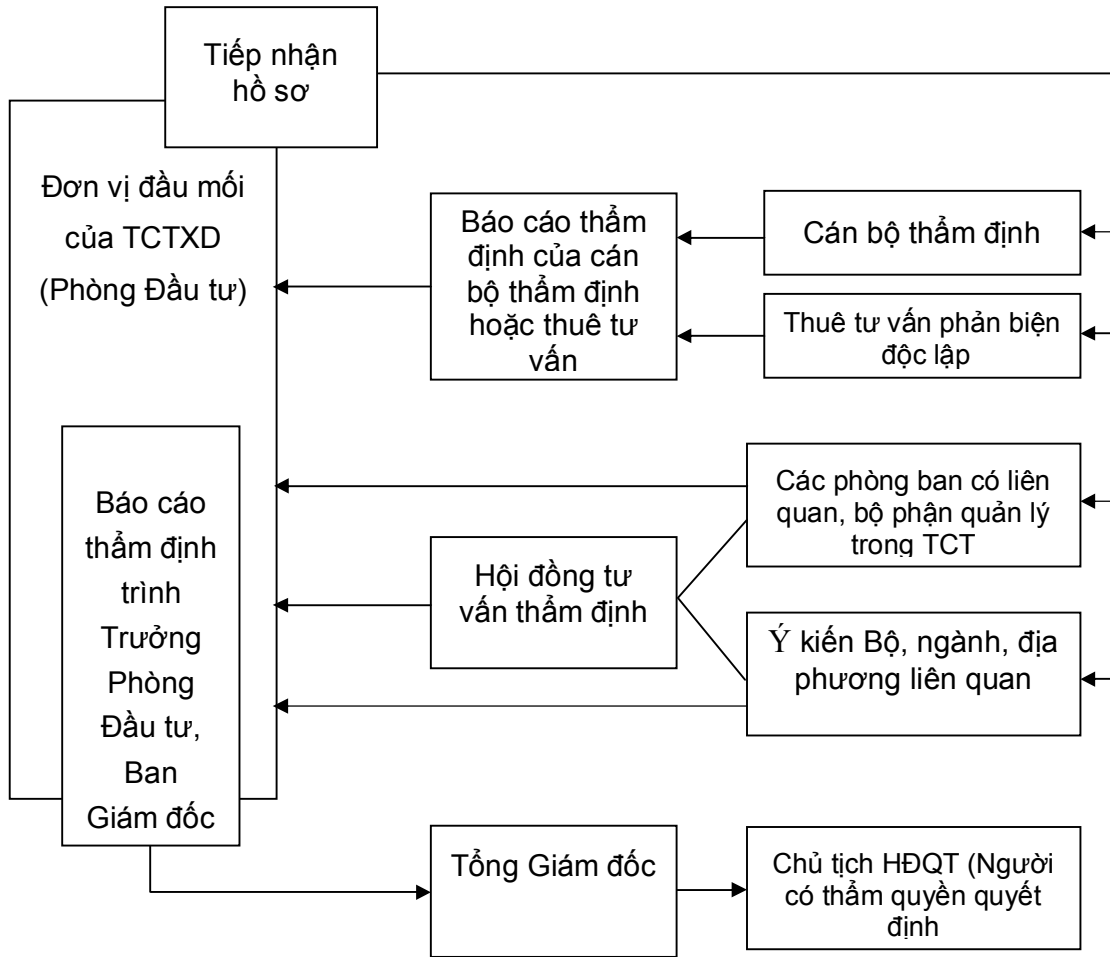 Tiếp nhận
hồ sơ
Đơn vị đầu mối
của TCTXD
(Phòng Đầu tư)
Báo cáo thẩm
định của cán
bộ thẩm định
hoặc thuê tư
vấn
Cán bộ thẩm định
Thuê tư vấn phản biện
độc lập
Báo cáo
thẩm định
trình
Trưởng
Phòng
Đầu tư,
Ban
Giám đốc
Hội đồng tư
vấn thẩm định
Các phòng ban có liên
quan, bộ phận quản lý
trong TCT
Ý kiến Bộ, ngành, địa
phương liên quan
Tổng Giám đốc
Chủ tịch HĐQT (Người
có thẩm quyền quyết
định